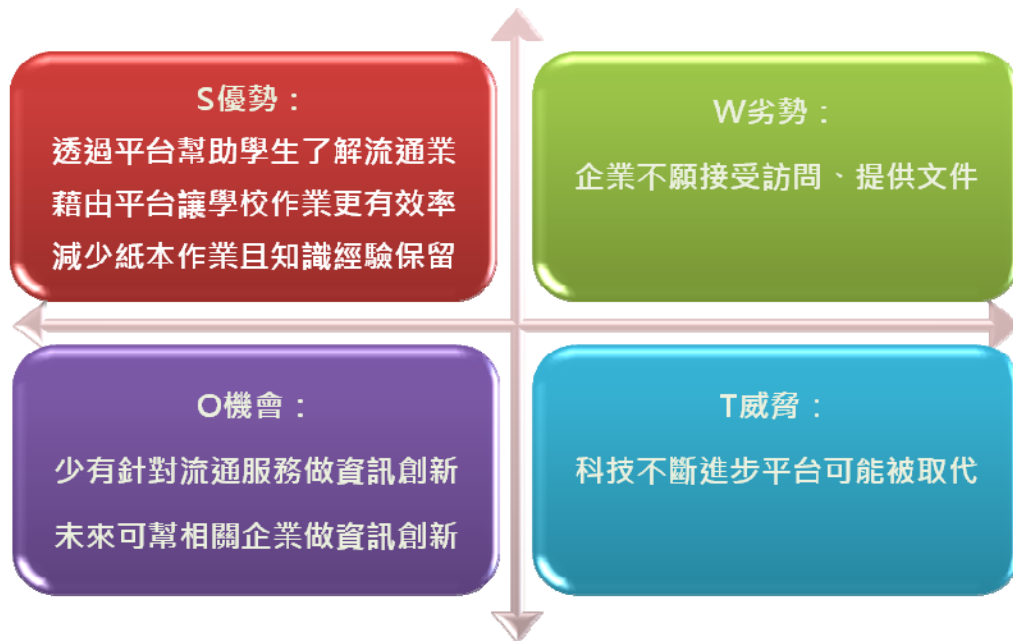 S優勢：
透過平台幫助學生了解流通業
藉由平台讓學校作業更有效率
減少紙本作業且知識經驗保留
W劣勢：
企業不願接受訪問、提供文件
O機會：
少有針對流通服務做資訊創新
未來可幫相關企業做資訊創新
T威脅：
科技不斷進步平台可能被取代